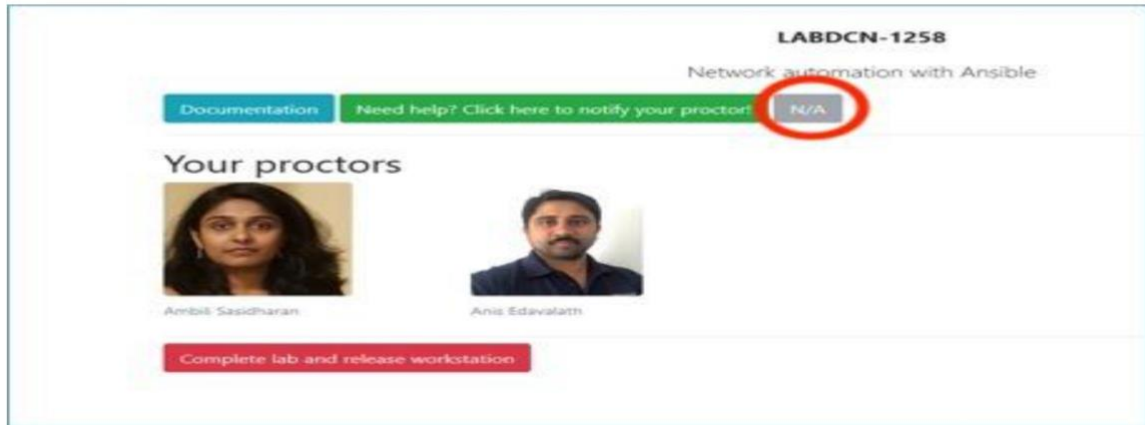 LABDCN-1258
Network automation with Ansible
Documentation Need help? Click here to notify your proctor! N/A
Your proctors
Ambili Sasidharan Anis Edavalath
Complete lab and release workstation